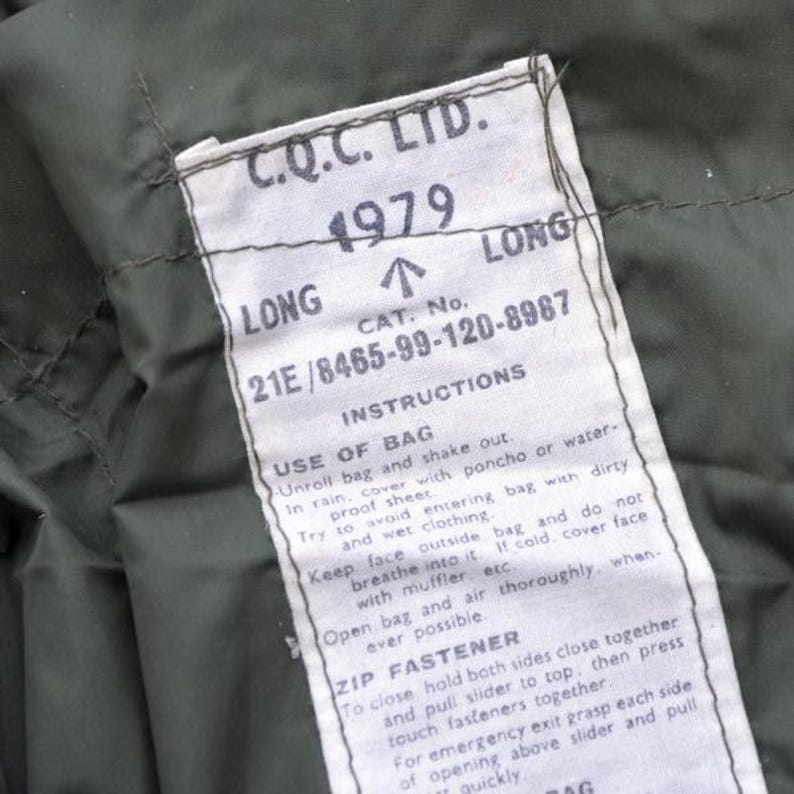 C.Q.C. LTD.
1979
LONG LONG
CAT. No.
21E/8465-99-120-8987
INSTRUCTIONS
USE OF BAG
Unroll bag and shake out.
In rain, cover with poncho or water-
proof sheet.
Try to avoid entering bag with dirty
and wet clothing.
Keep face outside bag and do not
breathe into it. If cold, cover face
with muffler, etc.
Open bag and air thoroughly, when-
ever possible.
ZIP FASTENER
To close, hold both sides close together
and pull slider to top, then press
touch fasteners together.
For emergency exit grasp each side
of opening above slider and pull
quickly.
BAG